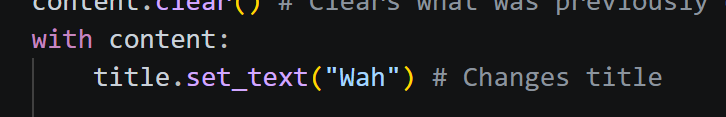 content.clear() # Clears what was previously
with content:
title.set_text("Wah") # Changes title